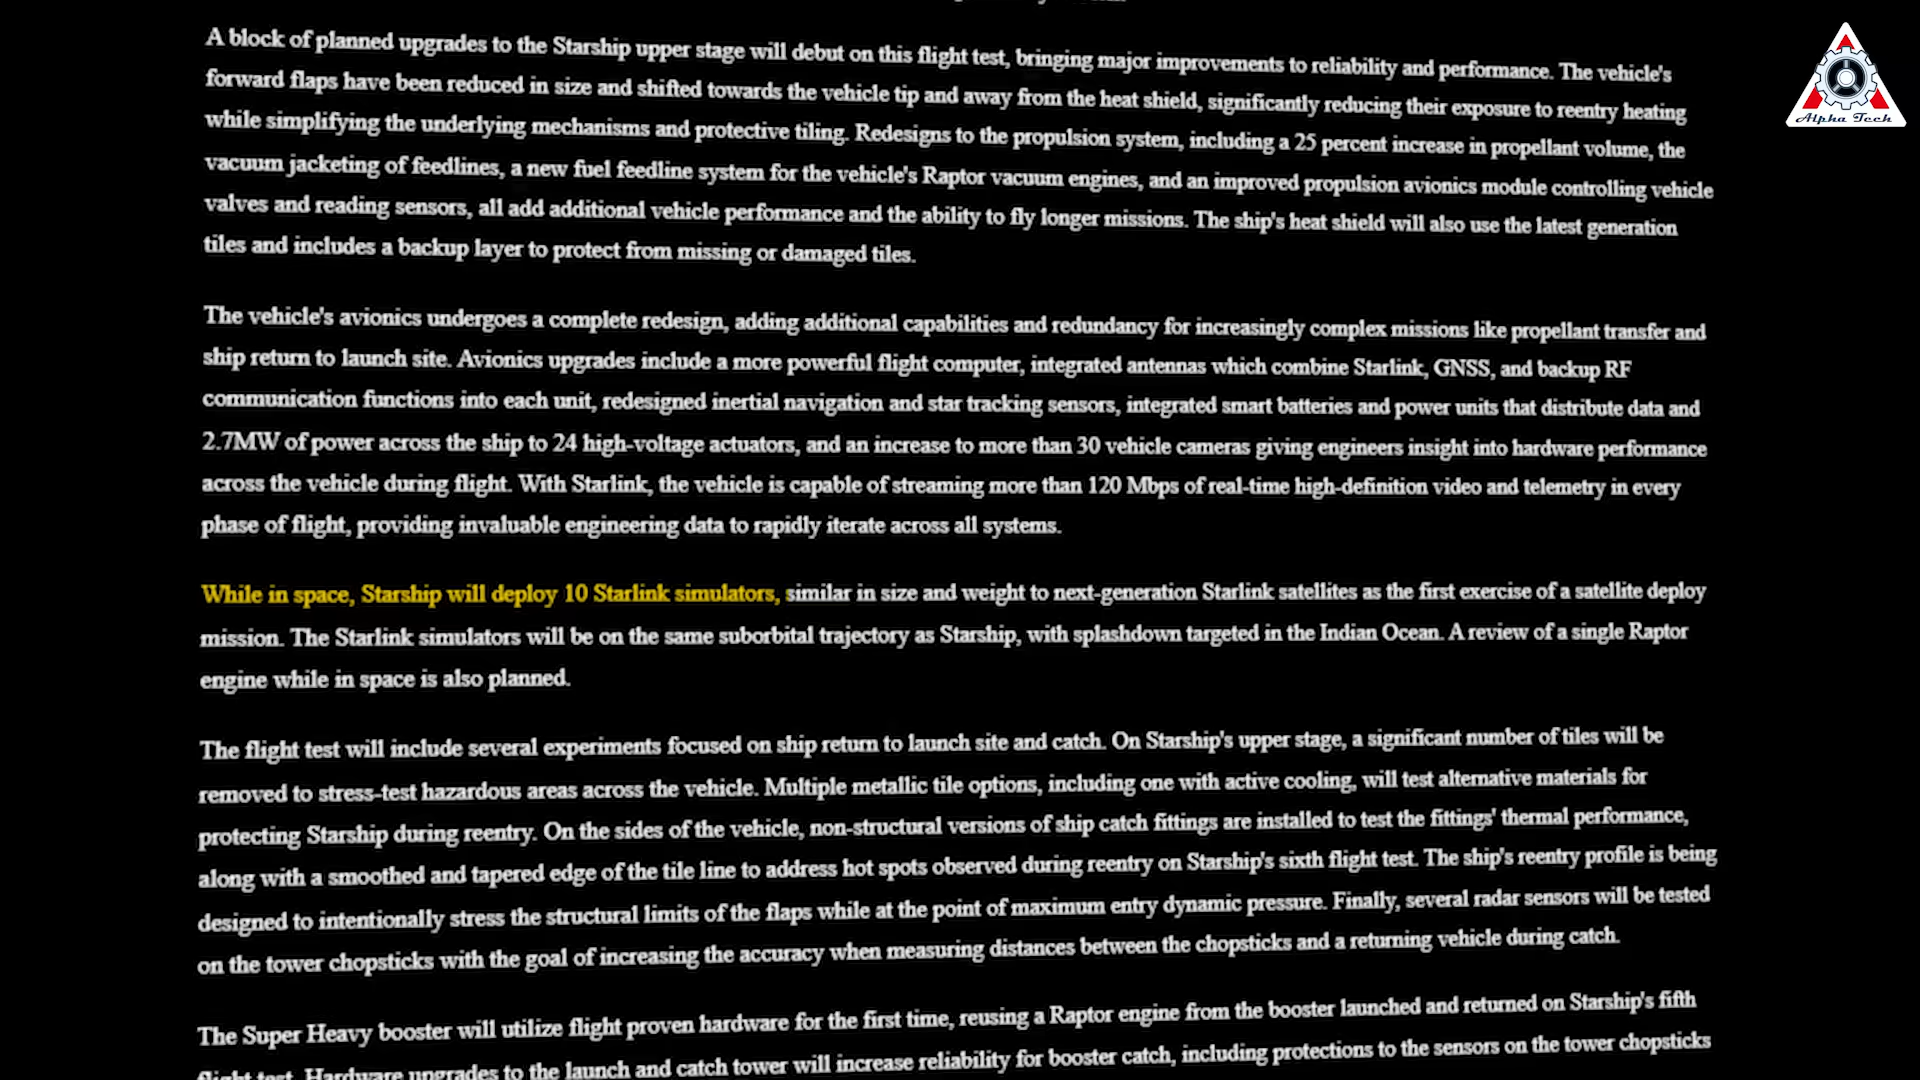 A block of planned upgrades to the Starship upper stage will debut on this flight test, bringing major improvements to reliability and performance. The vehicle's
forward flaps have been reduced in size and shifted towards the vehicle tip and away from the heat shield, significantly reducing their exposure to reentry heating
while simplifying the underlying mechanisms and protective tiling. Redesigns to the propulsion system, including a 25 percent increase in propellant volume, the
vacuum jacketing of feedlines, a new fuel feedline system for the vehicle's Raptor vacuum engines, and an improved propulsion avionics module controlling vehicle
valves and reading sensors, all add additional vehicle performance and the ability to fly longer missions. The ship's heat shield will also use the latest generation
tiles and includes a backup layer to protect from missing or damaged tiles.
The vehicle's avionics undergoes a complete redesign, adding additional capabilities and redundancy for increasingly complex missions like propellant transfer and
ship return to launch site. Avionics upgrades include a more powerful flight computer, integrated antennas which combine Starlink, GNSS, and backup RF
communication functions into each unit, redesigned inertial navigation and star tracking sensors, integrated smart batteries and power units that distribute data and
2.7MW of power across the ship to 24 high-voltage actuators, and an increase to more than 30 vehicle cameras giving engineers insight into hardware performance
across the vehicle during flight. With Starlink, the vehicle is capable of streaming more than 120 Mbps of real-time high-definition video and telemetry in every
phase of flight, providing invaluable engineering data to rapidly iterate across all systems.
While in space, Starship will deploy 10 Starlink simulators, similar in size and weight to next-generation Starlink satellites as the first exercise of a satellite deploy
mission. The Starlink simulators will be on the same suborbital trajectory as Starship, with splashdown targeted in the Indian Ocean. A review of a single Raptor
engine while in space is also planned.
The flight test will include several experiments focused on ship return to launch site and catch. On Starship's upper stage, a significant number of tiles will be
removed to stress-test hazardous areas across the vehicle. Multiple metallic tile options, including one with active cooling, will test alternative materials for
protecting Starship during reentry. On the sides of the vehicle, non-structural versions of ship catch fittings are installed to test the fittings' thermal performance,
along with a smoothed and tapered edge of the tile line to address hot spots observed during reentry on Starship's sixth flight test. The ship's reentry profile is being
designed to intentionally stress the structural limits of the flaps while at the point of maximum entry dynamic pressure. Finally, several radar sensors will be tested
on the tower chopsticks with the goal of increasing the accuracy when measuring distances between the chopsticks and a returning vehicle during catch.
The Super Heavy booster will utilize flight proven hardware for the first time, reusing a Raptor engine from the booster launched and returned on Starship's fifth
flight test. Hardware upgrades to the launch and catch tower will increase reliability for booster catch, including protections to the sensors on the tower chopsticks
Alpha Tech